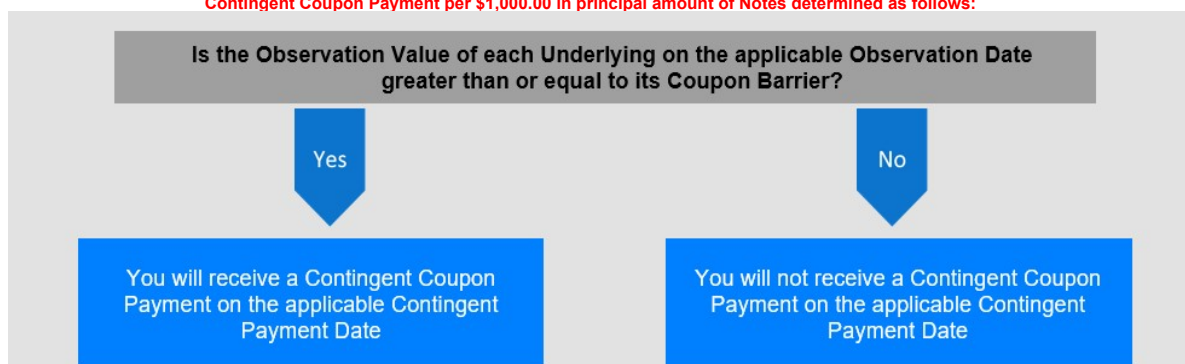 Contingent Coupon Payment per $1,000.00 in principal amount of Notes determined as follows:
Is the Observation Value of each Underlying on the applicable Observation Date
greater than or equal to its Coupon Barrier?
Yes
No
You will receive a Contingent Coupon
Payment on the applicable Contingent
Payment Date
You will not receive a Contingent Coupon
Payment on the applicable Contingent
Payment Date